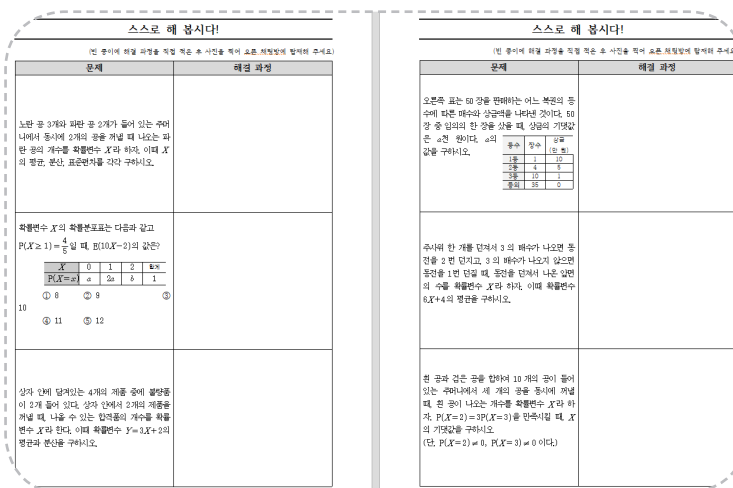 스스로 해 봅시다!
(빈 종이에 해결 과정을 직접 적은 후 사진을 찍어 오픈 채팅방에 탑재해 주세요)
문제 해결 과정
노란 공 3개와 파란 공 2개가 들어 있는 주머
니에서 동시에 2개의 공을 꺼낼 때 나오는 파
란 공의 개수를 확률변수 X라 하자. 이때 X
의 평균, 분산, 표준편차를 각각 구하시오.
확률변수 X의 확률분포표는 다음과 같고
P(X≥1)=4/5일 때, E(10X-2)의 값은?
X 0 1 2 합계
P(X=x) a 2a b 1
① 8 ② 9 ③
10
④ 11 ⑤ 12
상자 안에 담겨있는 4개의 제품 중에 불량품
이 2개 들어 있다. 상자 안에서 2개의 제품을
꺼낼 때, 나올 수 있는 합격품의 개수를 확률
변수 X라 한다. 이때 확률변수 Y=3X+2의
평균과 분산을 구하시오.
스스로 해 봅시다!
(빈 종이에 해결 과정을 직접 적은 후 사진을 찍어 오픈 채팅방에 탑재해 주세요)
문제 해결 과정
오른쪽 표는 50 장을 판매하는 어느 복권의 등
수에 따른 매수와 상금액을 나타낸 것이다. 50
장 중 임의의 한 장을 샀을 때, 상금의 기댓값
은 a천 원이다. a의
값을 구하시오.
등수 장수 상금
(만 원)
1등 1 10
2등 4 5
3등 10 1
등외 35 0
주사위 한 개를 던져서 3 의 배수가 나오면 동
전을 2 번 던지고, 3 의 배수가 나오지 않으면
동전을 1번 던질 때, 동전을 던져서 나온 앞면
의 수를 확률변수 X라 하자. 이때 확률변수
6X+4의 평균을 구하시오.
흰 공과 검은 공을 합하여 10 개의 공이 들어
있는 주머니에서 세 개의 공을 동시에 꺼낼
때, 흰 공이 나오는 개수를 확률변수 X라 하
자. P(X=2)=3P(X=3)을 만족시킬 때, X
의 기댓값을 구하시오.
(단, P(X=2)≠0, P(X=3)≠0 이다.)